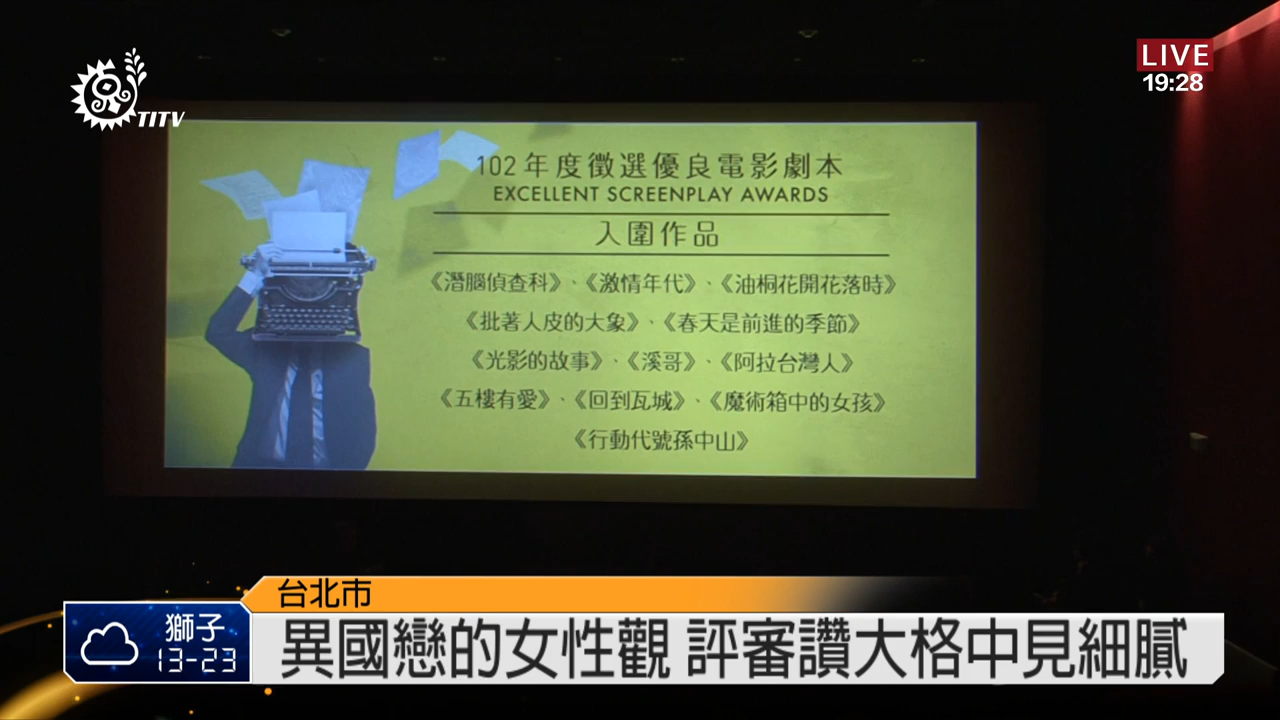 TITV
LIVE
19:28
102年度徵選優良電影劇本
EXCELLENT SCREENPLAY AWARDS
入圍作品
《潛腦偵查科》、《激情年代》、《油桐花開花落時》
《批著人皮的大象》、《春天是前進的季節》
《光影的故事》、《溪哥》、《阿拉台灣人》
《五樓有愛》、《回到瓦城》、《魔術箱中的女孩》
《行動代號孫中山》
台北市
獅子
13-23
異國戀的女性觀 評審讚大格中見細膩